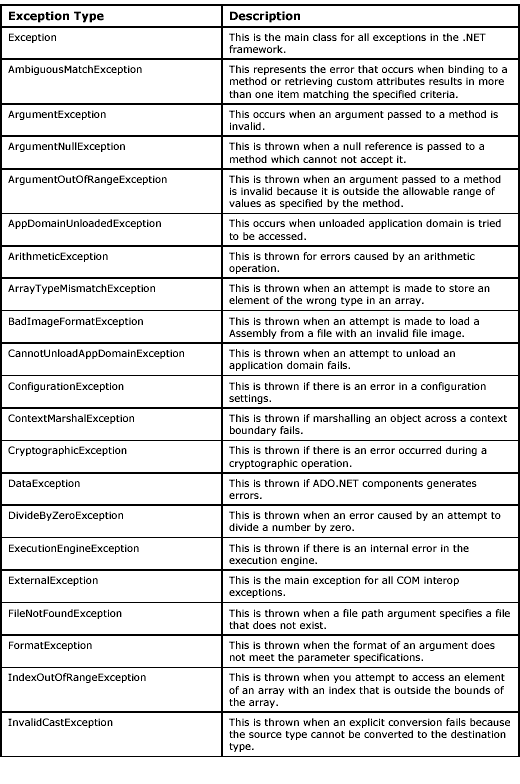 Exception Type Description
Exception This is the main class for all exceptions in the .NET
framework.
AmbiguousMatchException This represents the error that occurs when binding to a
method or retrieving custom attributes results in more
than one item matching the specified criteria.
ArgumentException This occurs when an argument passed to a method is
invalid.
ArgumentNullException This is thrown when a null reference is passed to a
method which cannot not accept it.
ArgumentOutOfRangeException This is thrown when an argument passed to a method
is invalid because it is outside the allowable range of
values as specified by the method.
AppDomainUnloadedException This occurs when unloaded application domain is tried
to be accessed.
ArithmeticException This is thrown for errors caused by an arithmetic
operation.
ArrayTypeMismatchException This is thrown when an attempt is made to store an
element of the wrong type in an array.
BadImageFormatException This is thrown when an attempt is made to load a
Assembly from a file with an invalid file image.
CannotUnloadAppDomainException This is thrown when an attempt to unload an
application domain fails.
ConfigurationException This is thrown if there is an error in a configuration
settings.
ContextMarshalException This is thrown if marshalling an object across a context
boundary fails.
CryptographicException This is thrown if there is an error occurred during a
cryptographic operation.
DataException This is thrown if ADO.NET components generates
errors.
DivideByZeroException This is thrown when an error caused by an attempt to
divide a number by zero.
ExecutionEngineException This is thrown if there is an internal error in the
execution engine.
ExternalException This is the main exception for all COM interop
exceptions.
FileNotFoundException This is thrown when a file path argument specifies a file
that does not exist.
FormatException This is thrown when the format of an argument does
not meet the parameter specifications.
IndexOutOfRangeException This is thrown when you attempt to access an element
of an array with an index that is outside the bounds of
the array.
InvalidCastException This is thrown when an explicit conversion fails because
the source type cannot be converted to the destination
type.